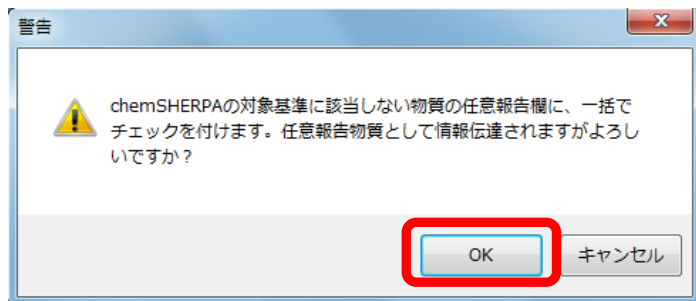 警告
chemSHERPAの対象基準に該当しない物質の任意報告欄に、一括で
チェックを付けます。任意報告物質として情報伝達されますがよろし
いですか？
OK
キャンセル